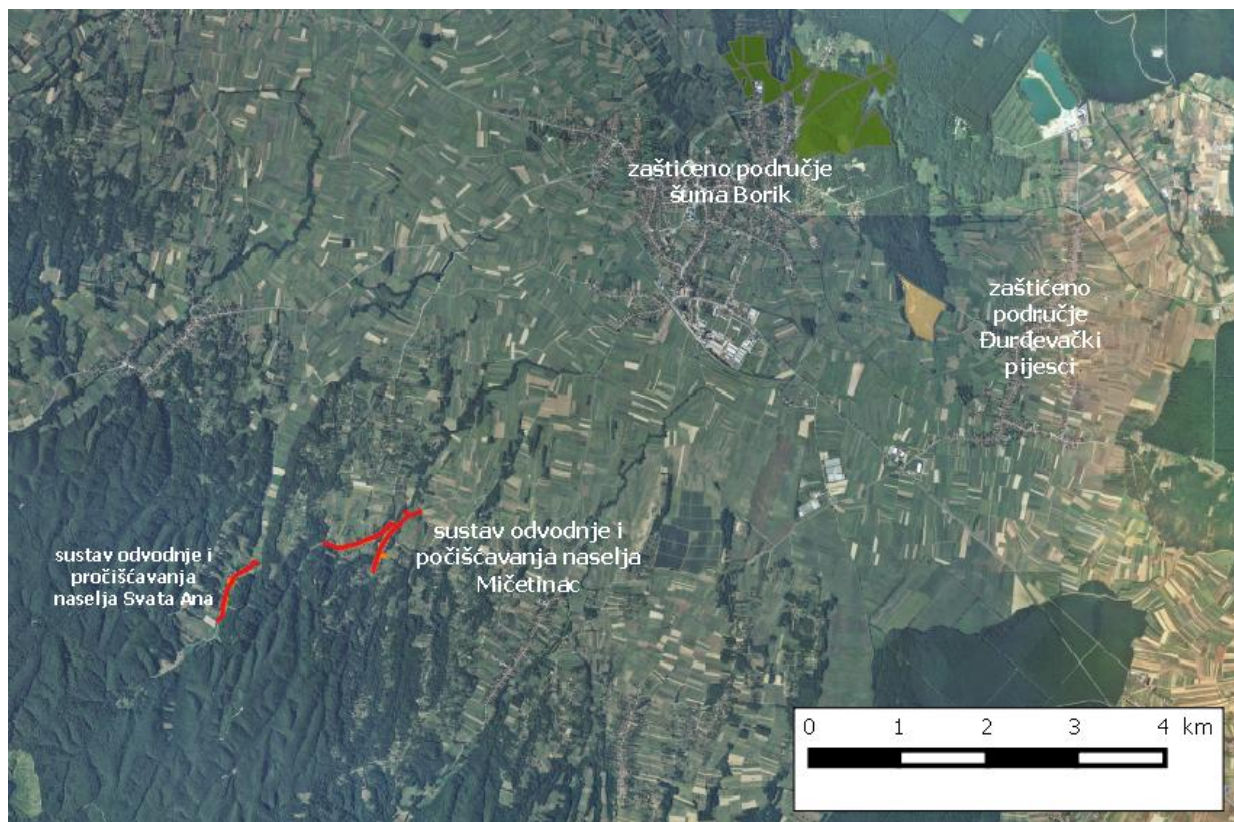 zaštićeno područje
šuma Borik
zaštićeno
područje
Đurđevački
pijesci
sustav odvodnje i
počišćavanja naselja
Mičetinac
sustav odvodnje i
pročišćavanja
naselja Svata Ana
0 1 2 3 4 km